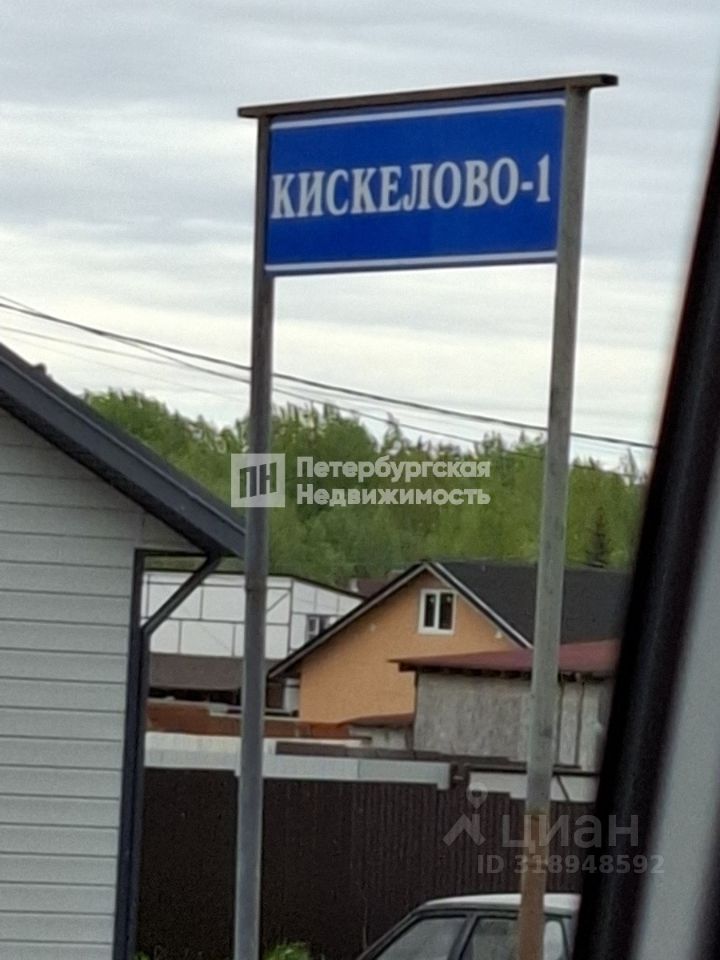 КИСКЕЛОВО-1
ПН Петербургская
Недвижимость
циан
ID 318948592